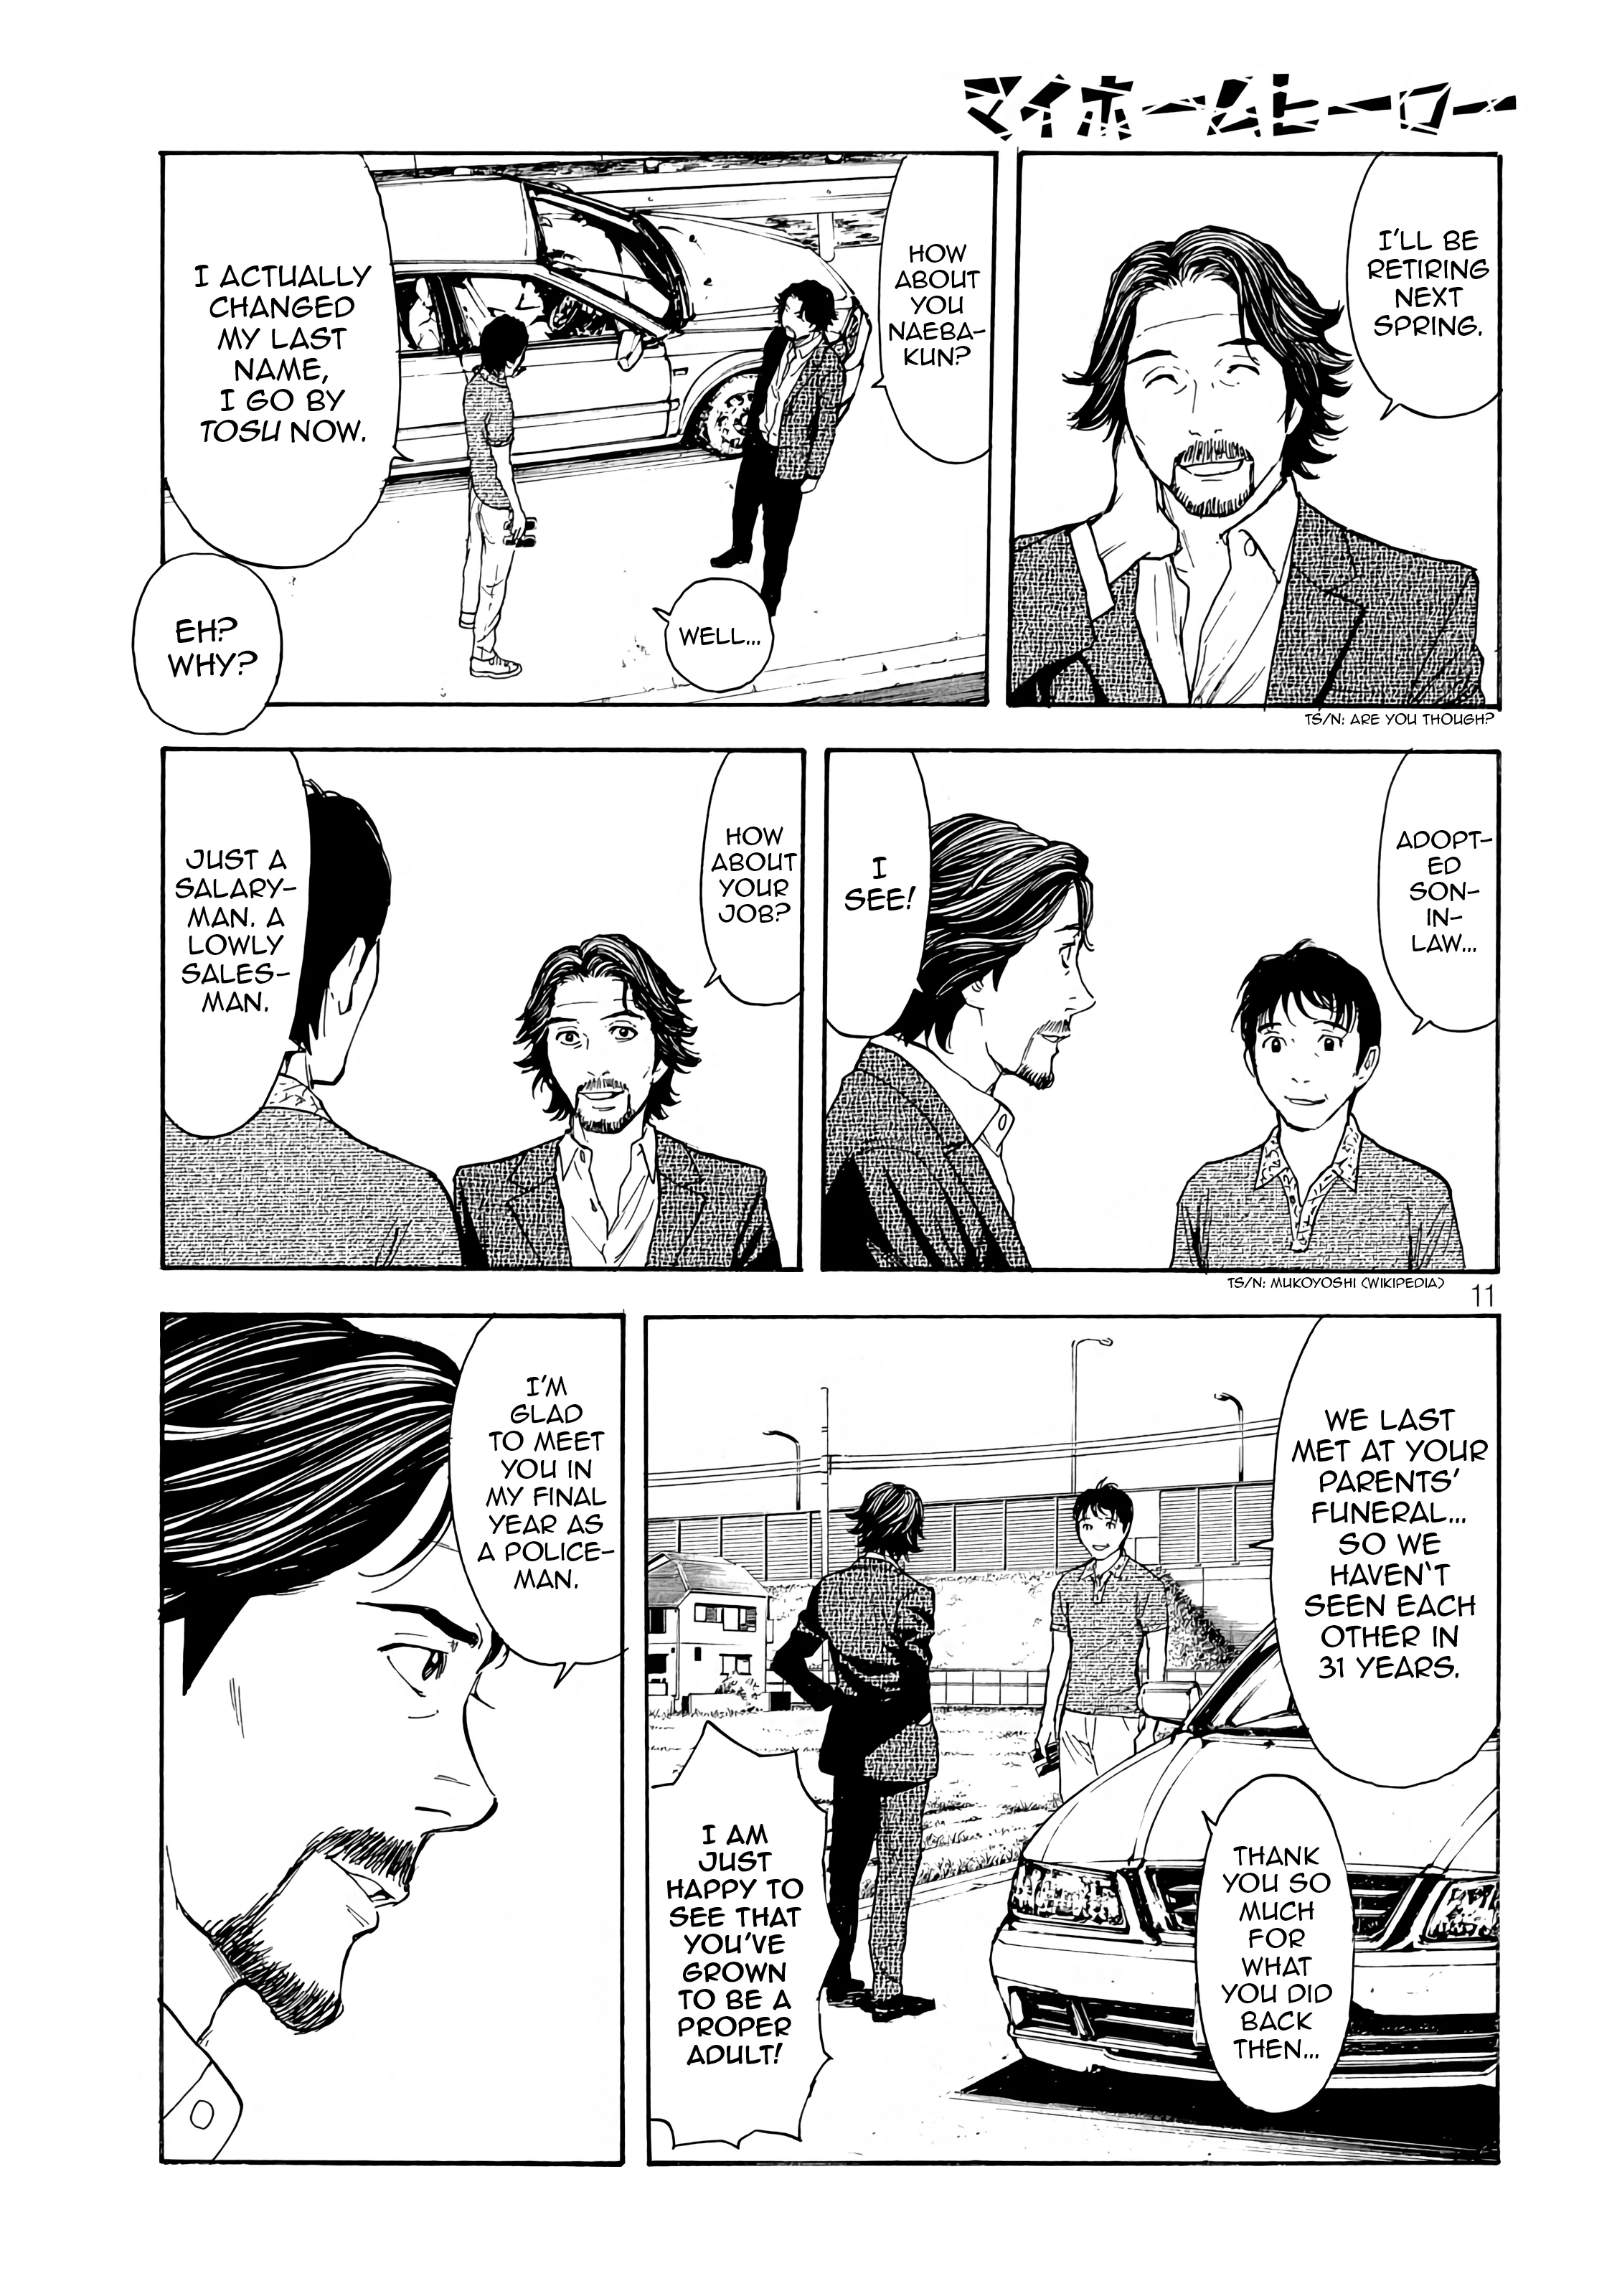 マイホームヒーロー
I'LL BE
RETIRING
NEXT
SPRING.
TS/N: ARE YOU THOUGH?
HOW
ABOUT
YOU
NAEBA-
KUN?
WELL...
I ACTUALLY
CHANGED
MY LAST
NAME,
I GO BY
TOSU NOW.
EH?
WHY?
ADOPT-
ED
SON-
IN-
LAW...
I
SEE!
TS/N: MUKOYOSHI (WIKIPEDIA)
11
HOW
ABOUT
YOUR
JOB?
JUST A
SALARY-
MAN. A
LOWLY
SALES-
MAN.
WE LAST
MET AT YOUR
PARENTS'
FUNERAL...
SO WE
HAVEN'T
SEEN EACH
OTHER IN
31 YEARS.
THANK
YOU SO
MUCH
FOR
WHAT
YOU DID
BACK
THEN...
I AM
JUST
HAPPY TO
SEE THAT
YOU'VE
GROWN
TO BE A
PROPER
ADULT!
I'M
GLAD
TO MEET
YOU IN
MY FINAL
YEAR AS
A POLICE-
MAN.